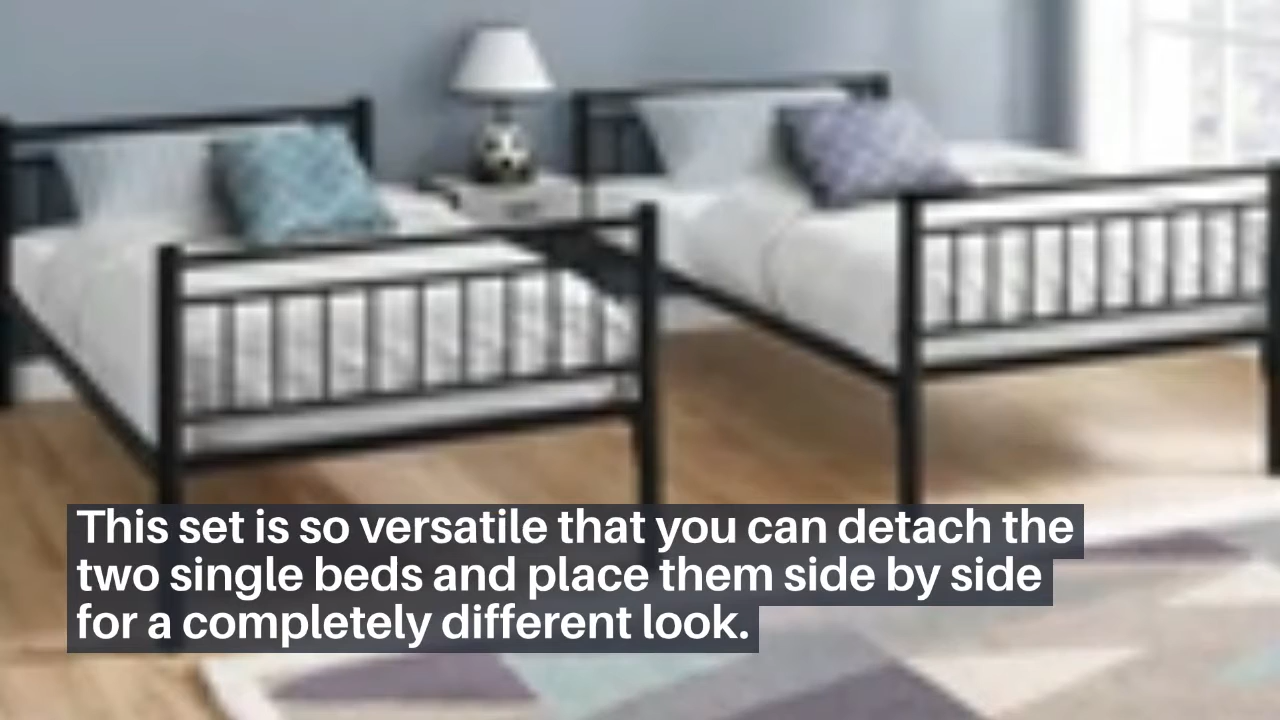 This set is so versatile that you can detach the
two single beds and place them side by side
for a completely different look.